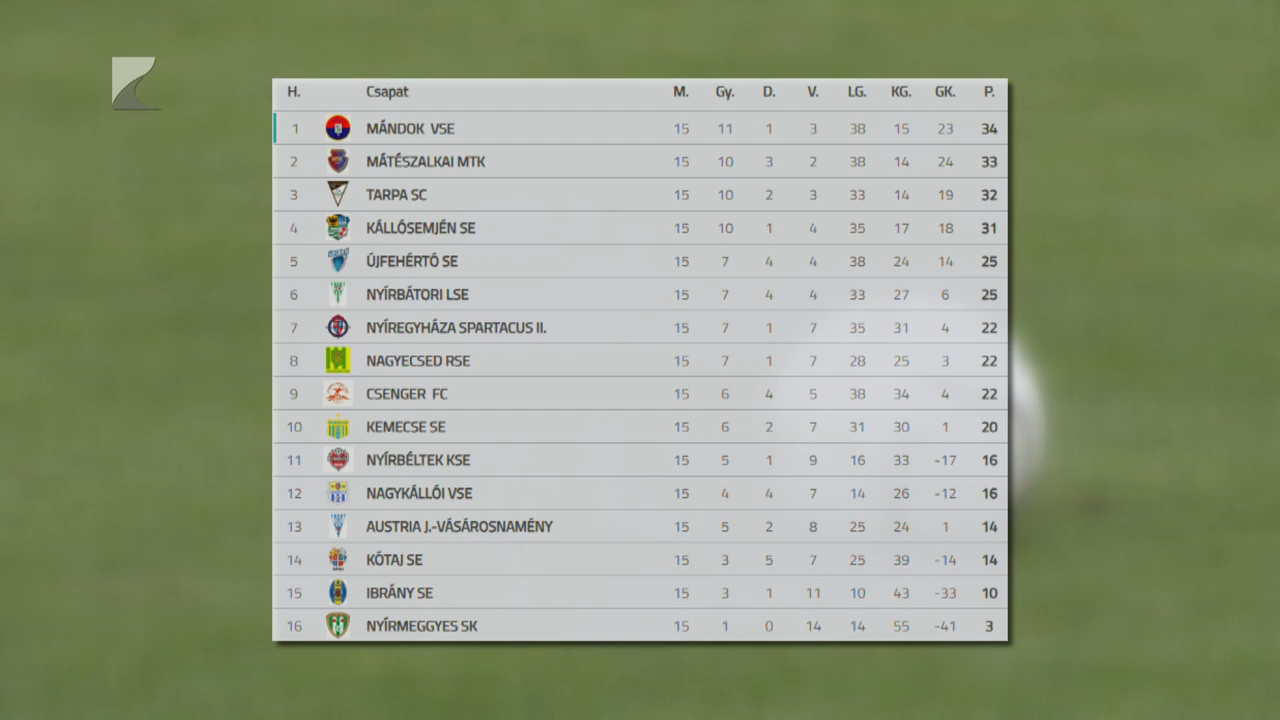 H. Csapat M. Gy. D. V. LG. KG. GK. P.
1 MÁNDOK VSE 15 11 1 3 38 15 23 34
2 MÁTÉSZALKAI MTK 15 10 3 2 38 14 24 33
3 TARPA SC 15 10 2 3 33 14 19 32
4 KÁLLÓSEMJÉN SE 15 10 1 4 35 17 18 31
5 ÚJFEHÉRTÓ SE 15 7 4 4 38 24 14 25
6 NYÍRBÁTORI LSE 15 7 4 4 33 27 6 25
7 NYÍREGYHÁZA SPARTACUS II. 15 7 1 7 35 31 4 22
8 NAGYECSED RSE 15 7 1 7 28 25 3 22
9 CSENGER FC 15 6 4 5 38 34 4 22
10 KEMECSE SE 15 6 2 7 31 30 1 20
11 NYÍRBÉLTEK KSE 15 5 1 9 16 33 -17 16
12 NAGYKÁLLÓI VSE 15 4 4 7 14 26 -12 16
13 AUSTRIA J.-VÁSÁROSNAMÉNY 15 5 2 8 25 24 1 14
14 KÓTAJ SE 15 3 5 7 25 39 -14 14
15 IBRÁNY SE 15 3 1 11 10 43 -33 10
16 NYÍRMEGGYES SK 15 1 0 14 14 55 -41 3